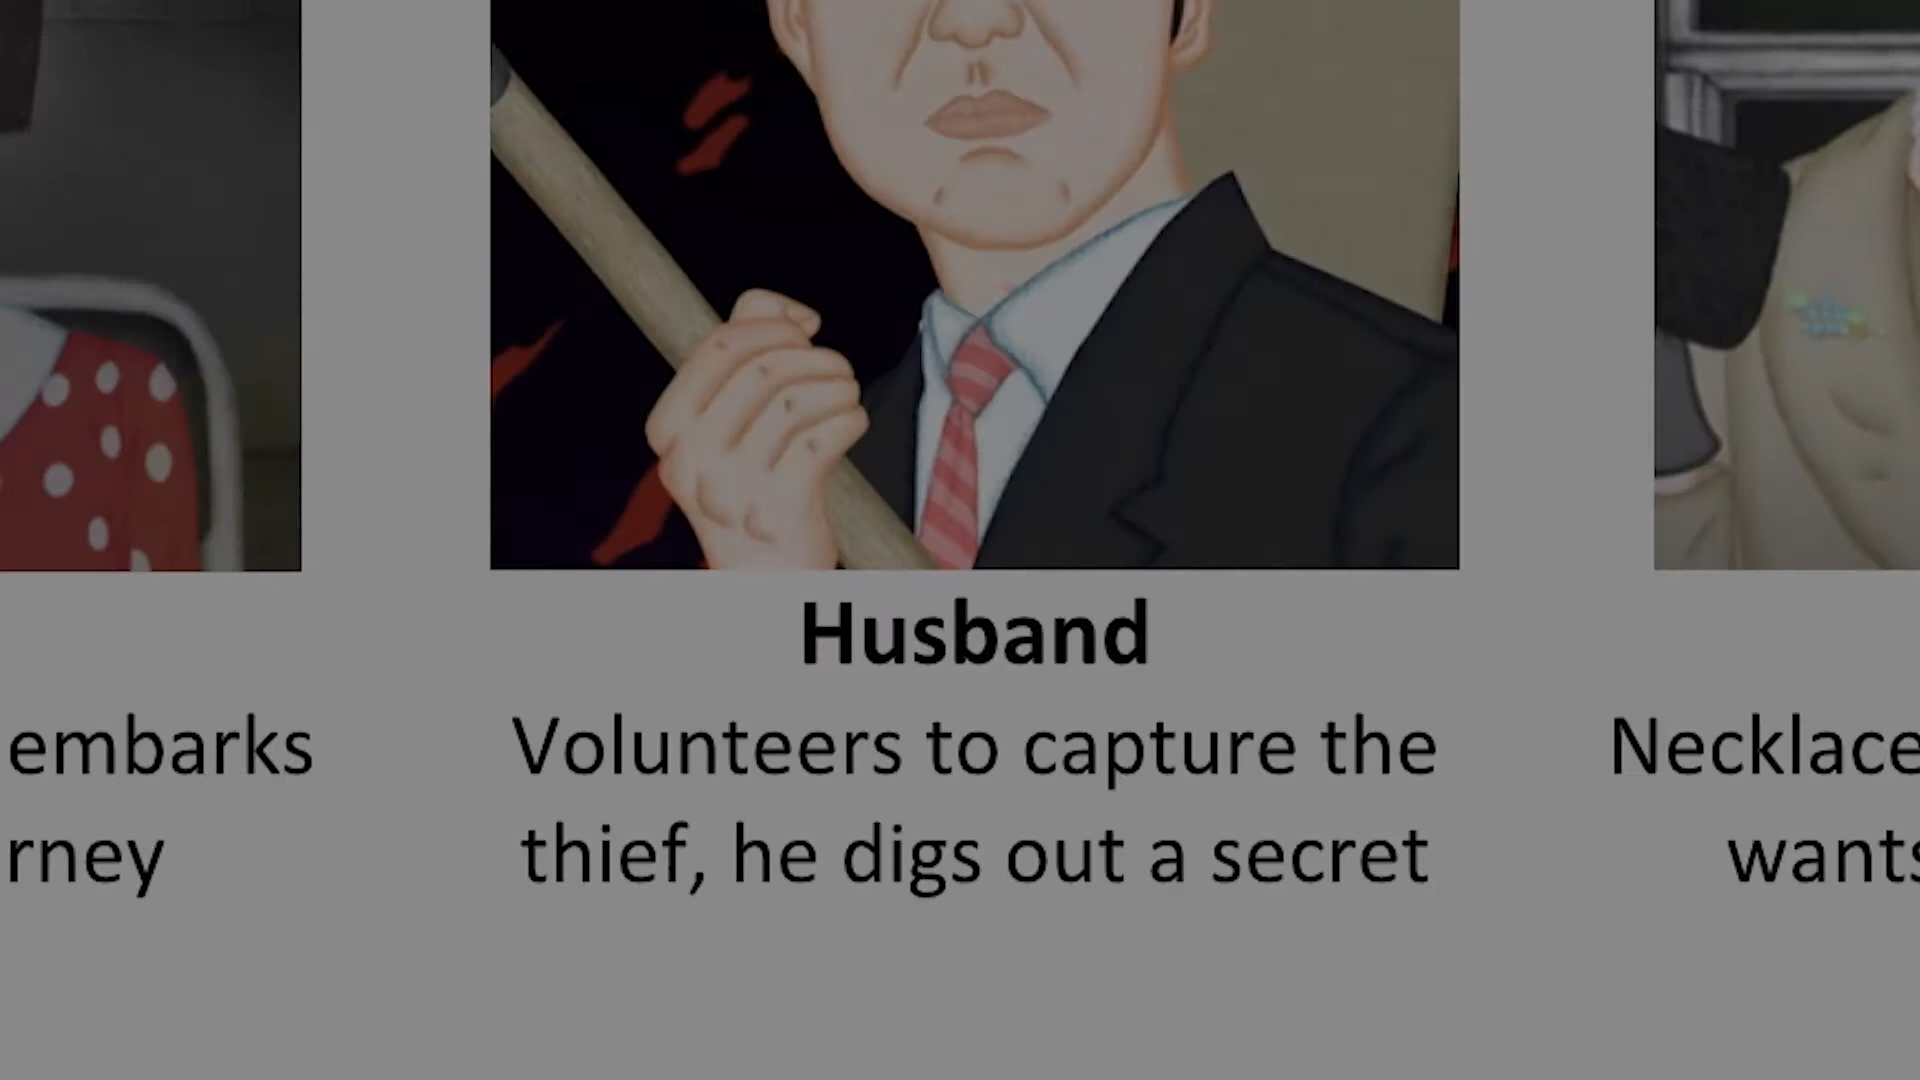 Husband
embarks
Volunteers to capture the
Necklace
rney
thief, he digs out a secret
wants